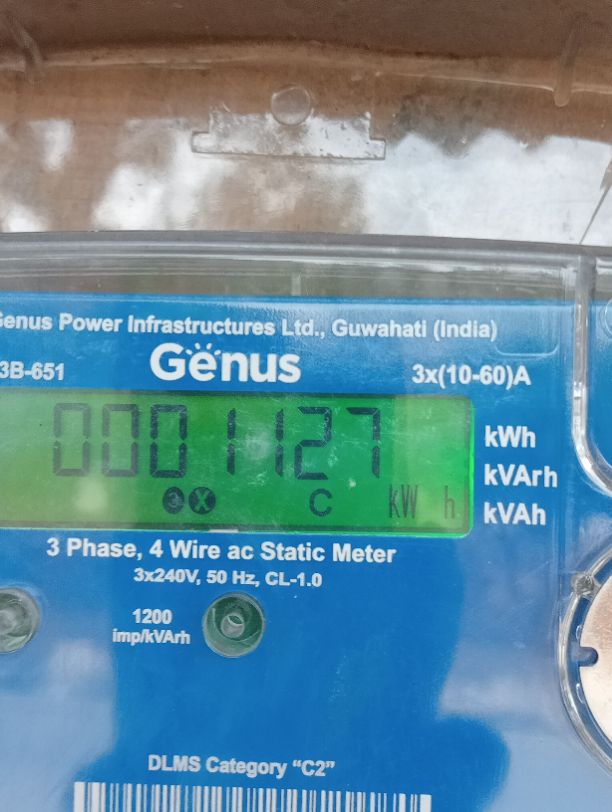 Genus Power Infrastructures Ltd., Guwahati (India)
3B-651
Genus
3x(10-60)A
0001127
C kW h
kWh
kVArh
kVAh
3 Phase, 4 Wire ac Static Meter
3x240V, 50 Hz, CL-1.0
1200
imp/kVArh
DLMS Category “C2”